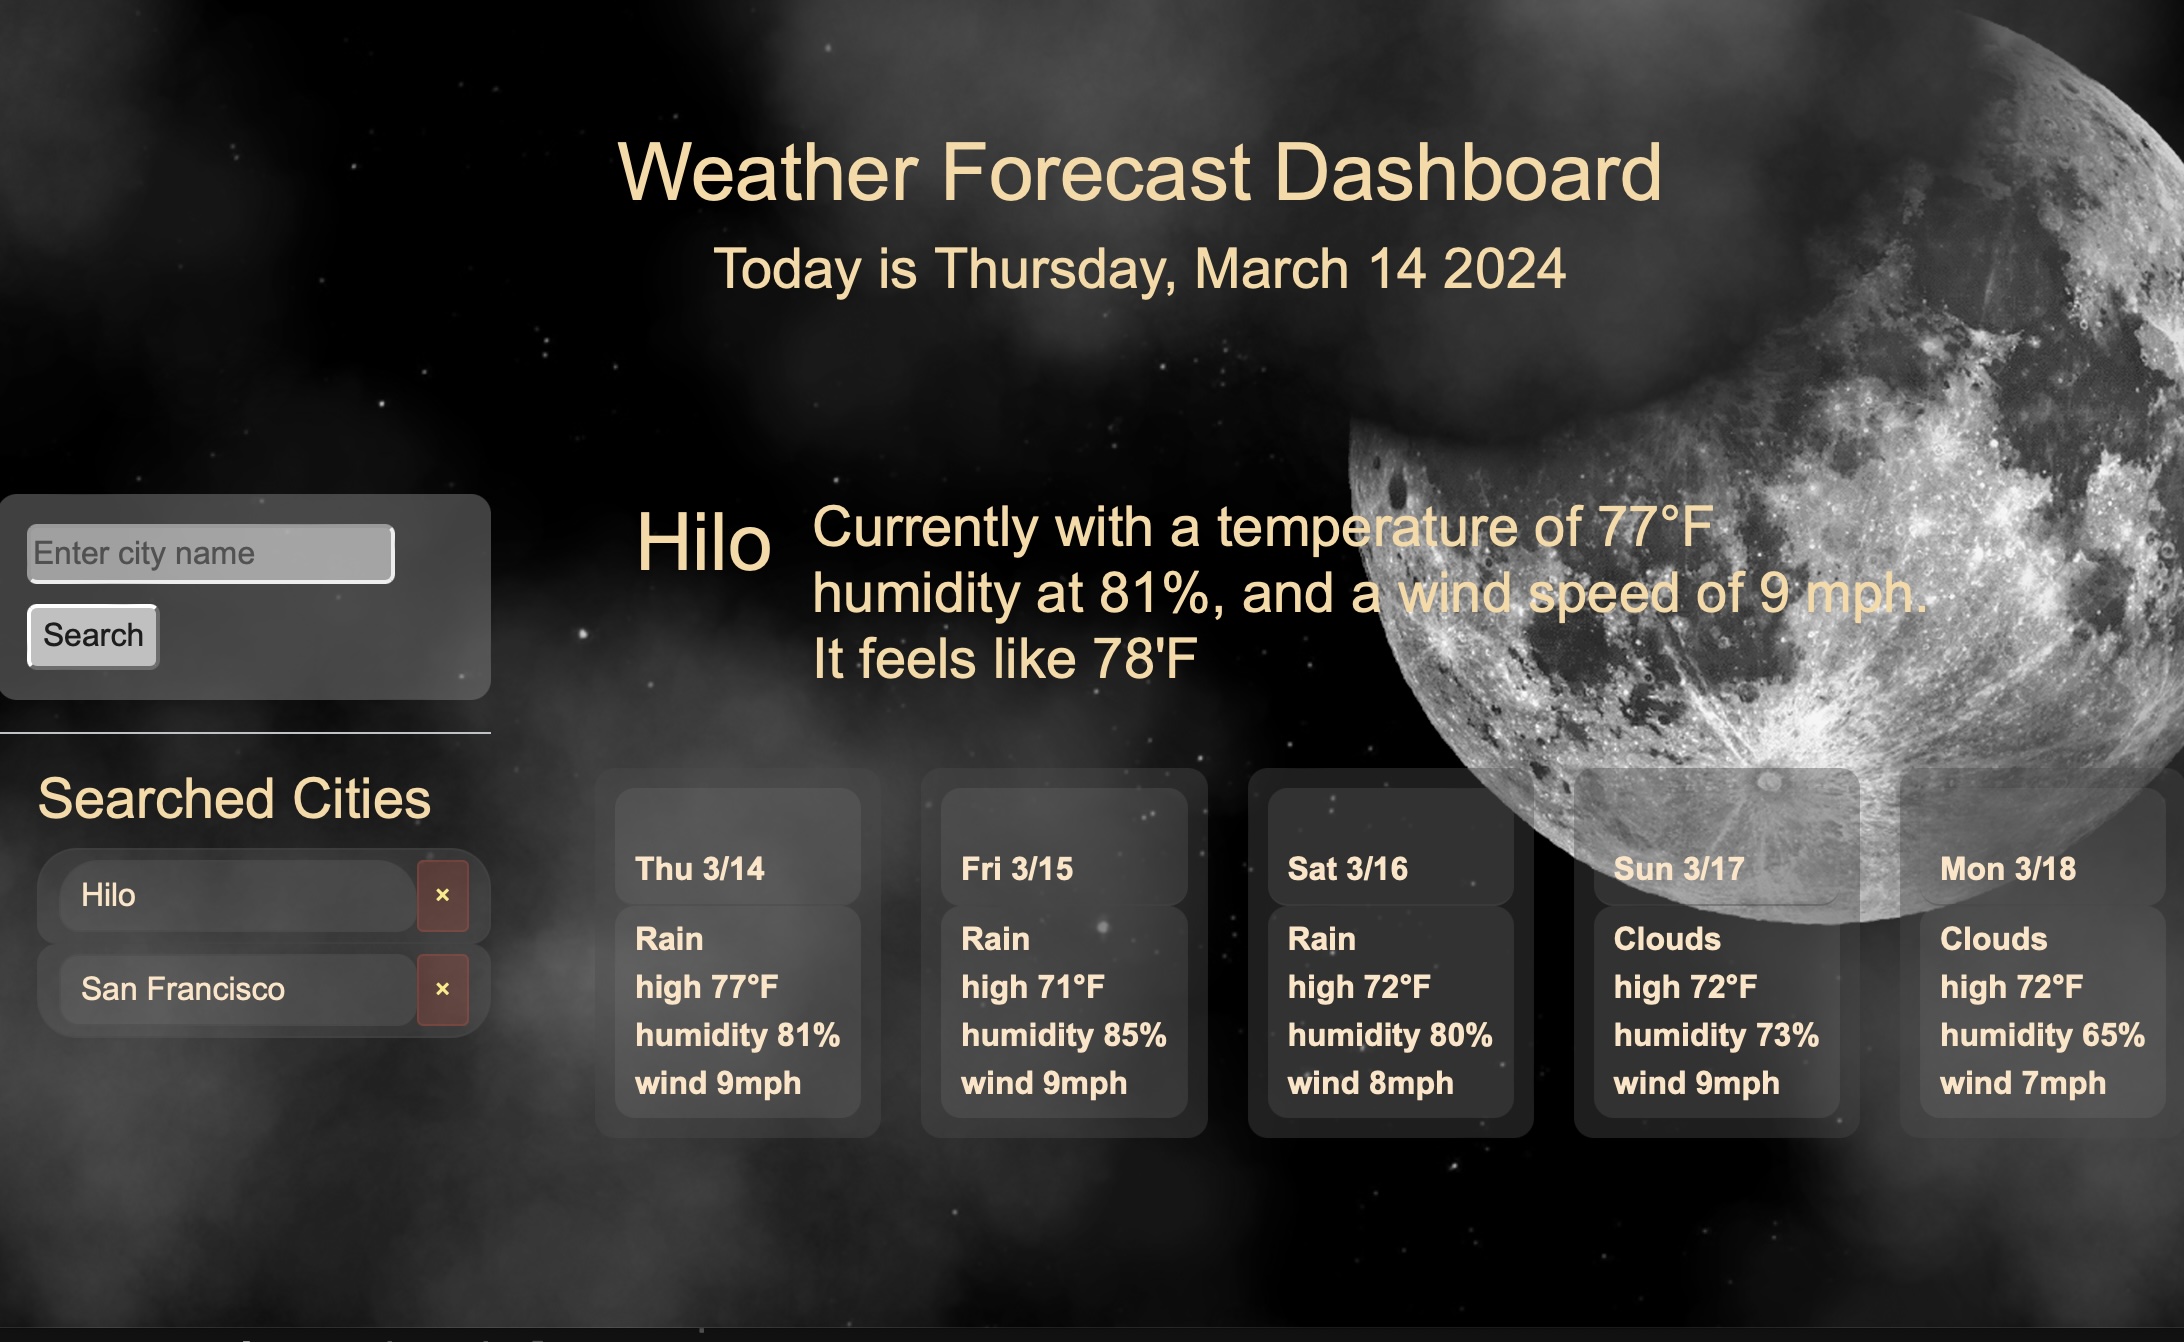 Weather Forecast Dashboard
Today is Thursday, March 14 2024
Enter city name
Search
Searched Cities
Hilo
×
San Francisco
×
Hilo
Currently with a temperature of 77°F
humidity at 81%, and a wind speed of 9 mph.
It feels like 78'F
Thu 3/14
Rain
high 77°F
humidity 81%
wind 9mph
Fri 3/15
Rain
high 71°F
humidity 85%
wind 9mph
Sat 3/16
Rain
high 72°F
humidity 80%
wind 8mph
Sun 3/17
Clouds
high 72°F
humidity 73%
wind 9mph
Mon 3/18
Clouds
high 72°F
humidity 65%
wind 7mph